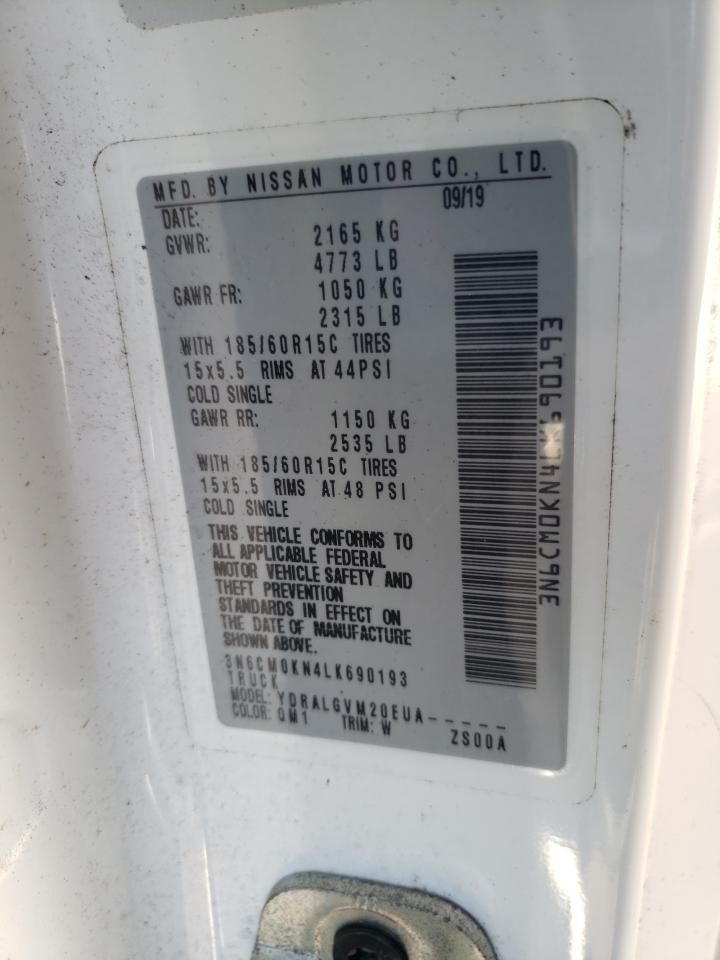 MFD. BY NISSAN MOTOR CO., LTD.
DATE: 09/19
GVWR: 2165 KG
4773 LB
GAWR FR: 1050 KG
2315 LB
WITH 185/60R15C TIRES
15x5.5 RIMS AT 44PSI
COLD SINGLE
GAWR RR: 1150 KG
2535 LB
WITH 185/60R15C TIRES
15x5.5 RIMS AT 48 PSI
COLD SINGLE
THIS VEHICLE CONFORMS TO
ALL APPLICABLE FEDERAL
MOTOR VEHICLE SAFETY AND
THEFT PREVENTION
STANDARDS IN EFFECT ON
THE DATE OF MANUFACTURE
SHOWN ABOVE.
3N6CM0KN4LK690193
TRUCK
MODEL: YDRALGVM20EUA-----
COLOR: QM1 TRIM: W ZS00A
3N6CM0KN4LK690193